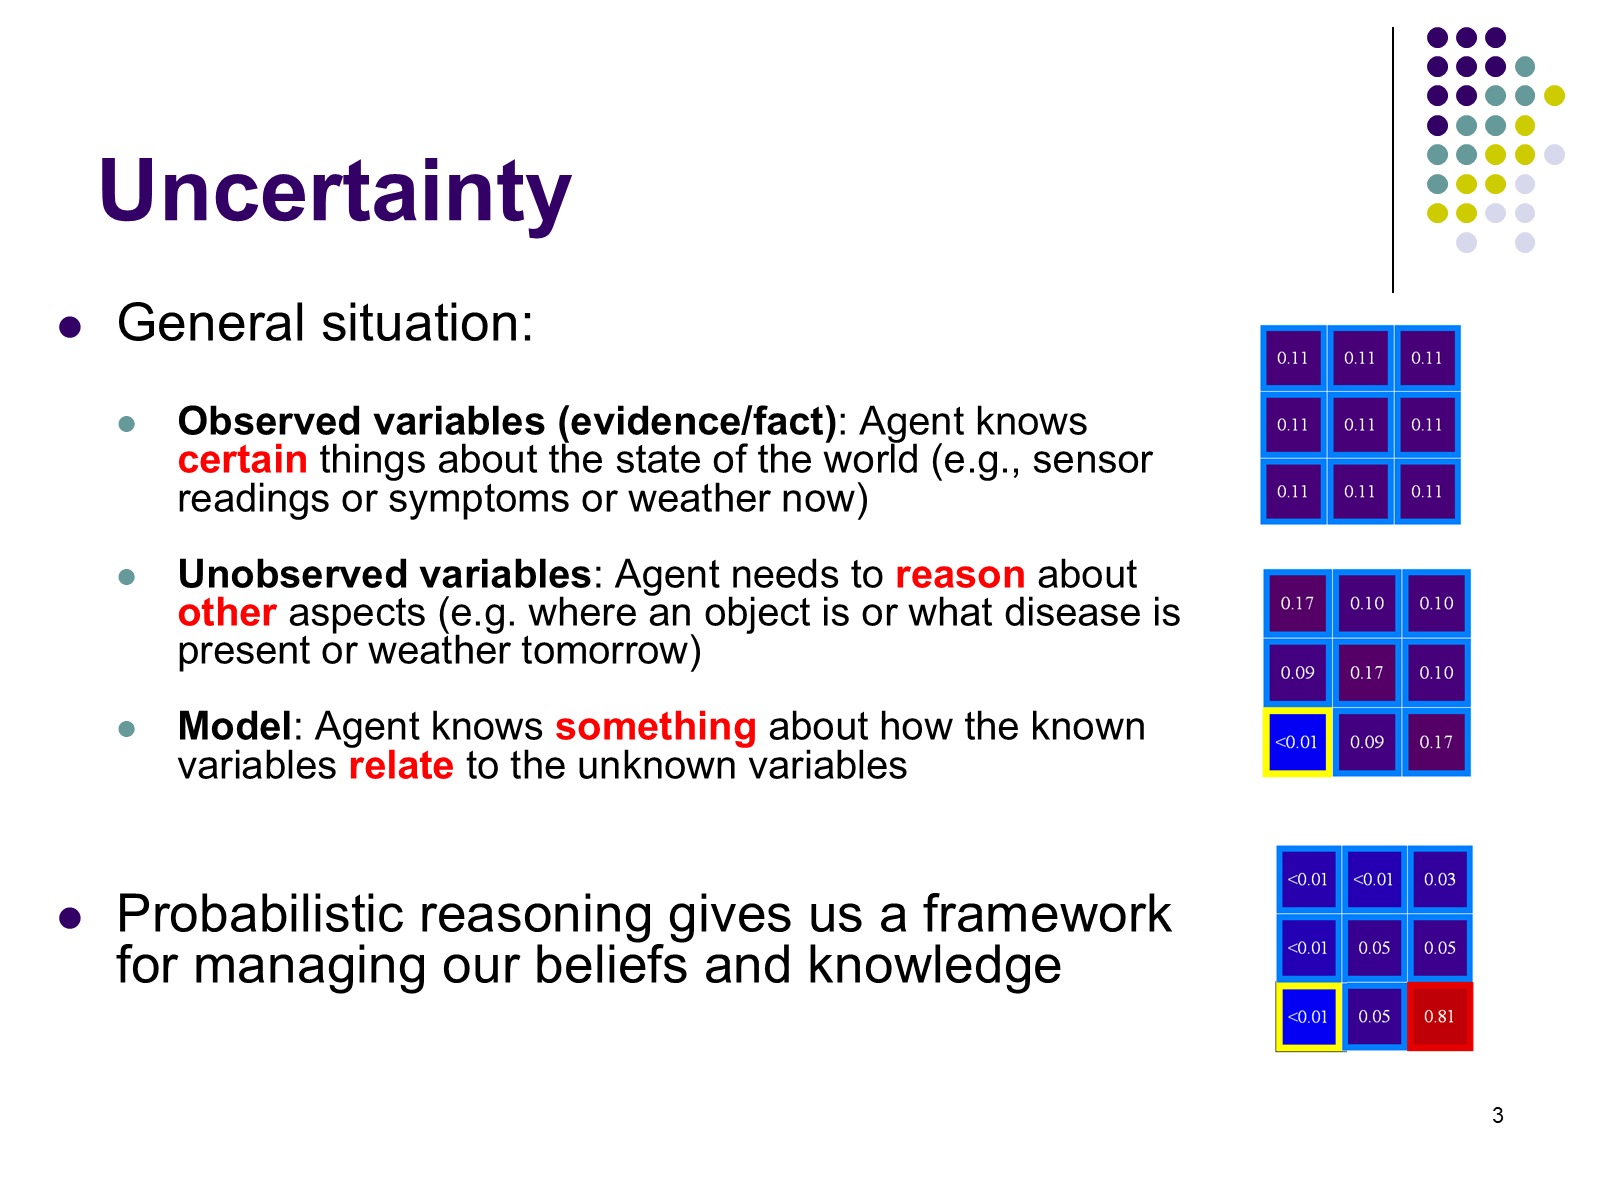 Uncertainty
General situation:
Observed variables (evidence/fact): Agent knows
certain things about the state of the world (e.g., sensor
readings or symptoms or weather now)
Unobserved variables: Agent needs to reason about
other aspects (e.g. where an object is or what disease is
present or weather tomorrow)
Model: Agent knows something about how the known
variables relate to the unknown variables
Probabilistic reasoning gives us a framework
for managing our beliefs and knowledge
0.11 0.11 0.11
0.11 0.11 0.11
0.11 0.11 0.11
0.17 0.10 0.10
0.09 0.17 0.10
<0.01 0.09 0.17
<0.01 <0.01 0.03
<0.01 0.05 0.05
<0.01 0.05 0.81
3